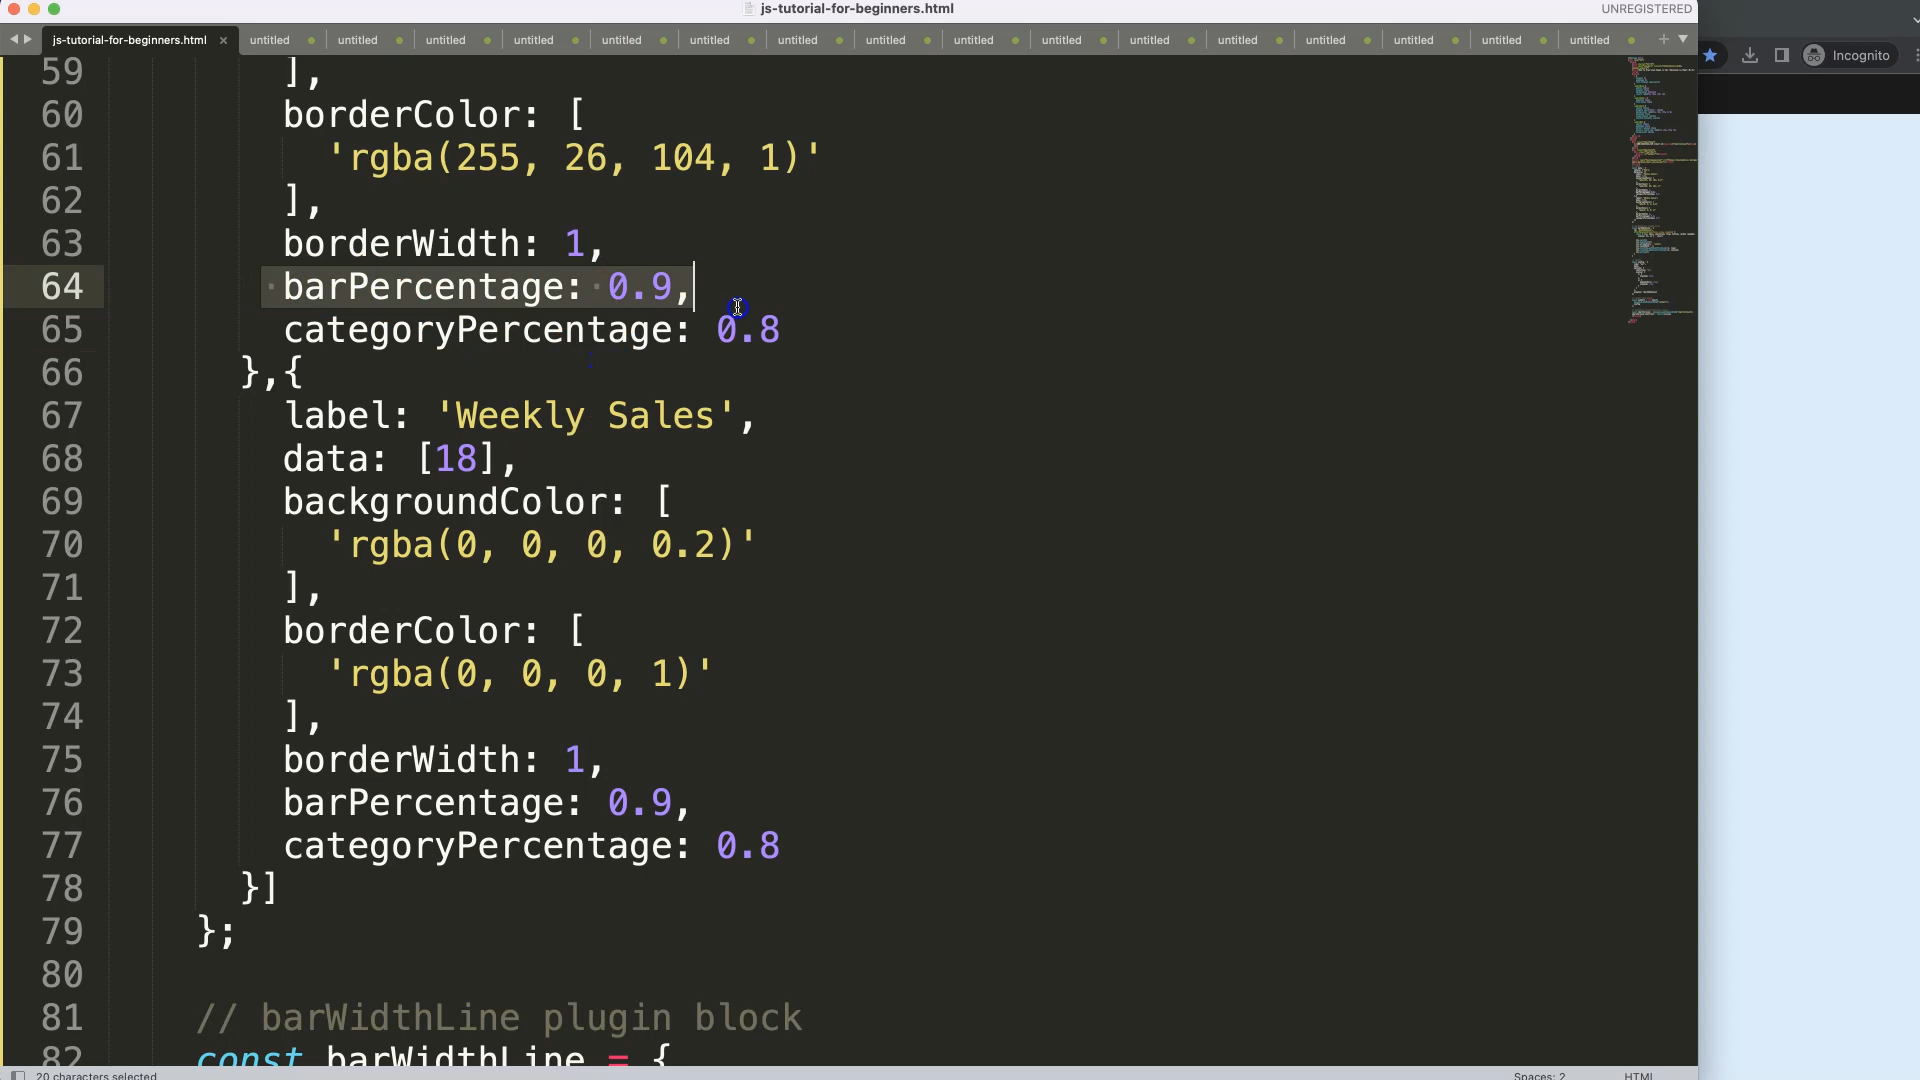 js-tutorial-for-beginners.html
UNREGISTERED
js-tutorial-for-beginners.html × untitled untitled untitled untitled untitled untitled untitled untitled untitled untitled untitled untitled untitled untitled untitled untitled
Incognito
59 ],
60 borderColor: [
61 'rgba(255, 26, 104, 1)'
62 ],
63 borderWidth: 1,
64 barPercentage: 0.9,
65 categoryPercentage: 0.8
66 },{
67 label: 'Weekly Sales',
68 data: [18],
69 backgroundColor: [
70 'rgba(0, 0, 0, 0.2)'
71 ],
72 borderColor: [
73 'rgba(0, 0, 0, 1)'
74 ],
75 borderWidth: 1,
76 barPercentage: 0.9,
77 categoryPercentage: 0.8
78 }]
79 };
80
81 // barWidthLine plugin block
82 const barWidthLine = {
20 characters selected
Spaces: 2
HTML